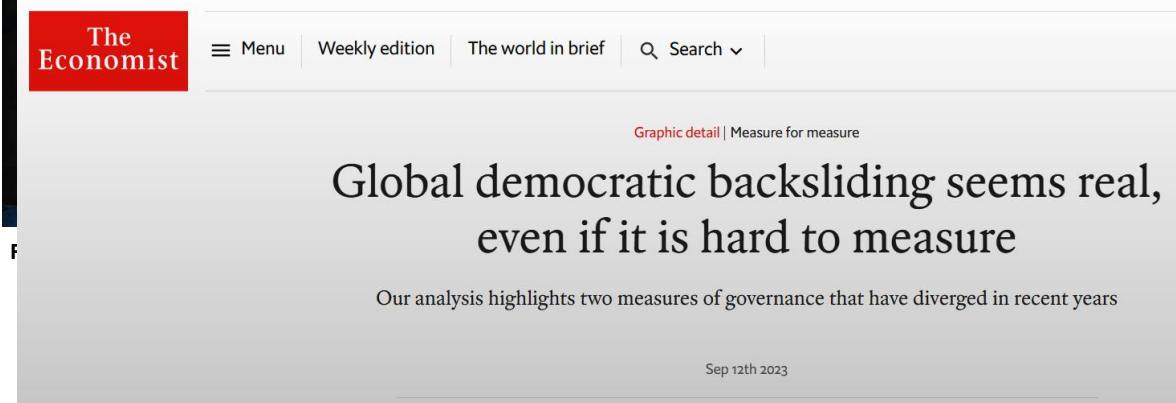 The
Economist
Menu
Weekly edition
The world in brief
Search
Graphic detail | Measure for measure
Global democratic backsliding seems real,
even if it is hard to measure
Our analysis highlights two measures of governance that have diverged in recent years
Sep 12th 2023